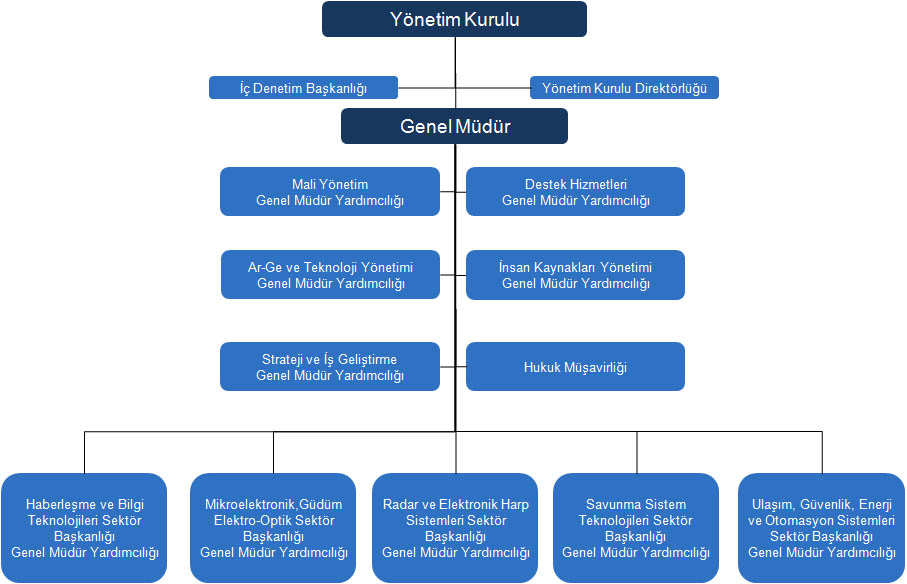 Yönetim Kurulu
İç Denetim Başkanlığı
Yönetim Kurulu Direktörlüğü
Genel Müdür
Mali Yönetim
Genel Müdür Yardımcılığı
Destek Hizmetleri
Genel Müdür Yardımcılığı
Ar-Ge ve Teknoloji Yönetimi
Genel Müdür Yardımcılığı
İnsan Kaynakları Yönetimi
Genel Müdür Yardımcılığı
Strateji ve İş Geliştirme
Genel Müdür Yardımcılığı
Hukuk Müşavirliği
Haberleşme ve Bilgi
Teknolojileri Sektör
Başkanlığı
Genel Müdür Yardımcılığı
Mikroelektronik,Güdüm
Elektro-Optik Sektör
Başkanlığı
Genel Müdür Yardımcılığı
Radar ve Elektronik Harp
Sistemleri Sektör
Başkanlığı
Genel Müdür Yardımcılığı
Savunma Sistem
Teknolojileri Sektör
Başkanlığı
Genel Müdür Yardımcılığı
Ulaşım, Güvenlik, Enerji
ve Otomasyon Sistemleri
Sektör Başkanlığı
Genel Müdür Yardımcılığı